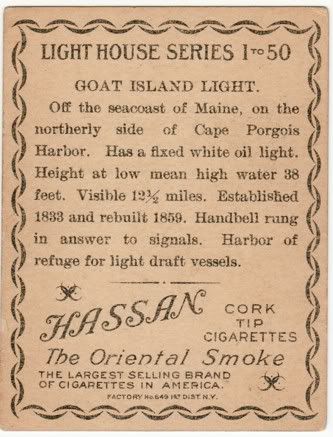 LIGHT HOUSE SERIES 1 TO 50
GOAT ISLAND LIGHT.
Off the seacoast of Maine, on the
northerly side of Cape Porgois
Harbor. Has a fixed white oil light.
Height at low mean high water 38
feet. Visible 12½ miles. Established
1833 and rebuilt 1859. Handbell rung
in answer to signals. Harbor of
refuge for light draft vessels.
HASSAN
CORK
TIP
CIGARETTES
The Oriental Smoke
THE LARGEST SELLING BRAND
OF CIGARETTES IN AMERICA.
FACTORY No. 649 1ST DIST. N.Y.